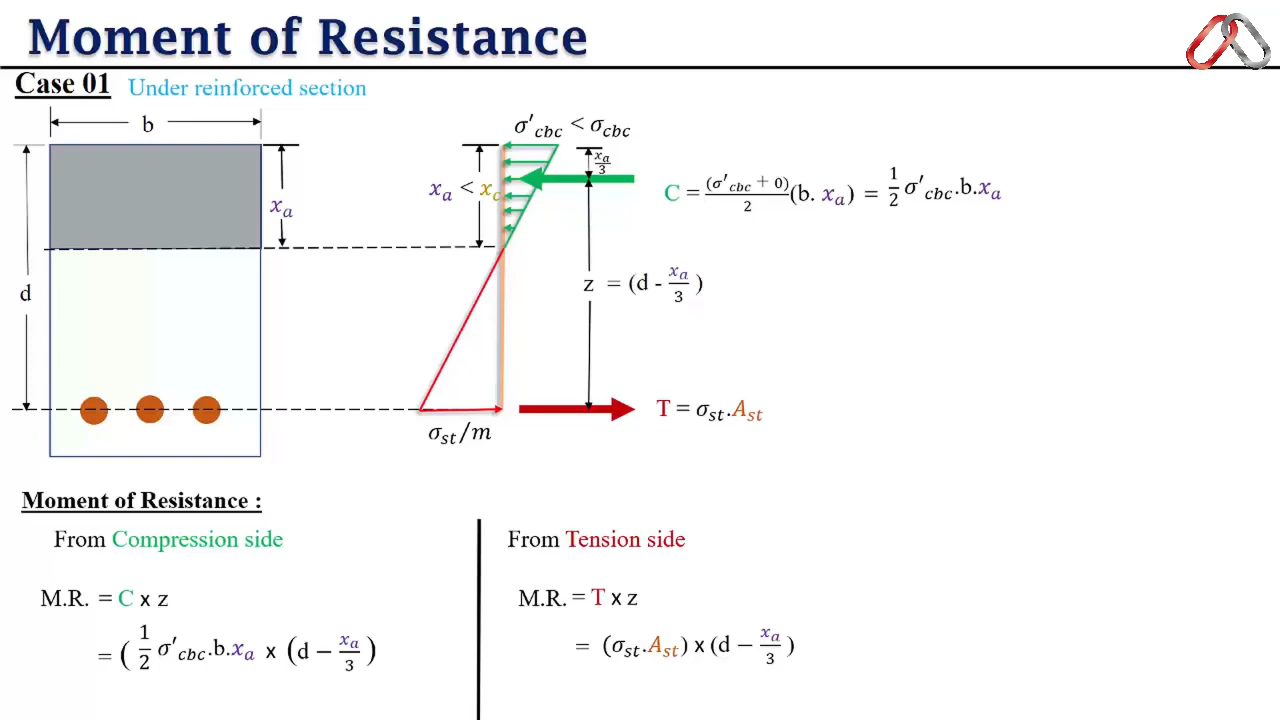 Moment of Resistance
Case 01 Under reinforced section
b
σ'cbc < σcbc
xa/3
xa
xa < xc
C = (σ'cbc + 0)/2 (b. xa) = 1/2 σ'cbc.b.xa
d
z = (d - xa/3 )
T = σst.Ast
σst/m
Moment of Resistance :
From Compression side
M.R. = C x z
= ( 1/2 σ'cbc.b.xa x (d − xa/3 )
From Tension side
M.R. = T x z
= (σst.Ast) x (d − xa/3 )